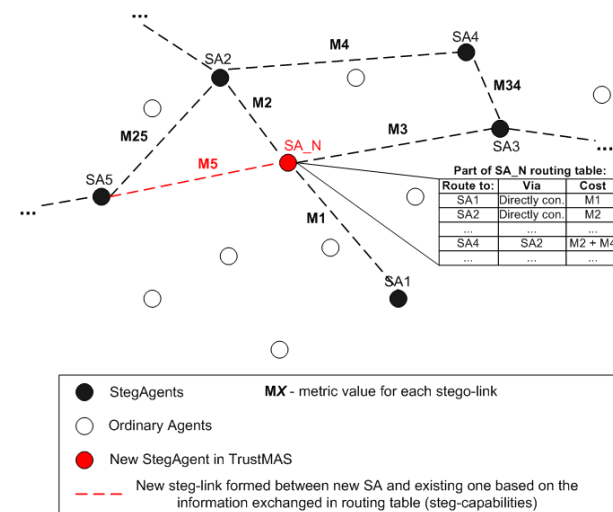 ...
SA4
SA2
M4
M2
M34
M25
SA_N
M3
SA3
...
M5
SA5
...
M1
SA1
Part of SA_N routing table:
Route to: Via Cost
SA1 Directly con. M1
SA2 Directly con. M2
... ... ...
SA4 SA2 M2 + M4
... ... ...
StegAgents
MX - metric value for each stego-link
Ordinary Agents
New StegAgent in TrustMAS
New steg-link formed between new SA and existing one based on the
information exchanged in routing table (steg-capabilities)